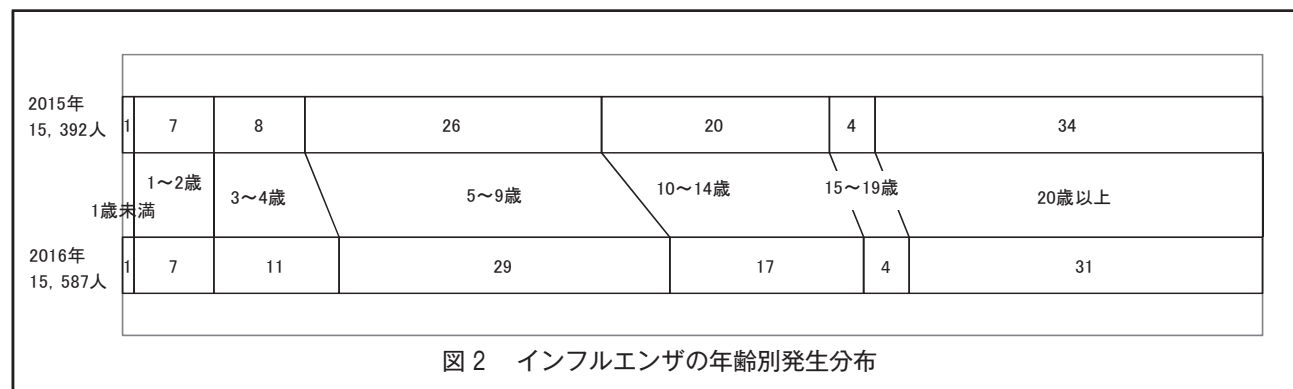 2015年
15, 392人
1 7 8 26 20 4 34
1歳未満 1～2歳 3～4歳 5～9歳 10～14歳 15～19歳 20歳以上
2016年
15, 587人
1 7 11 29 17 4 31
図 2 インフルエンザの年齢別発生分布